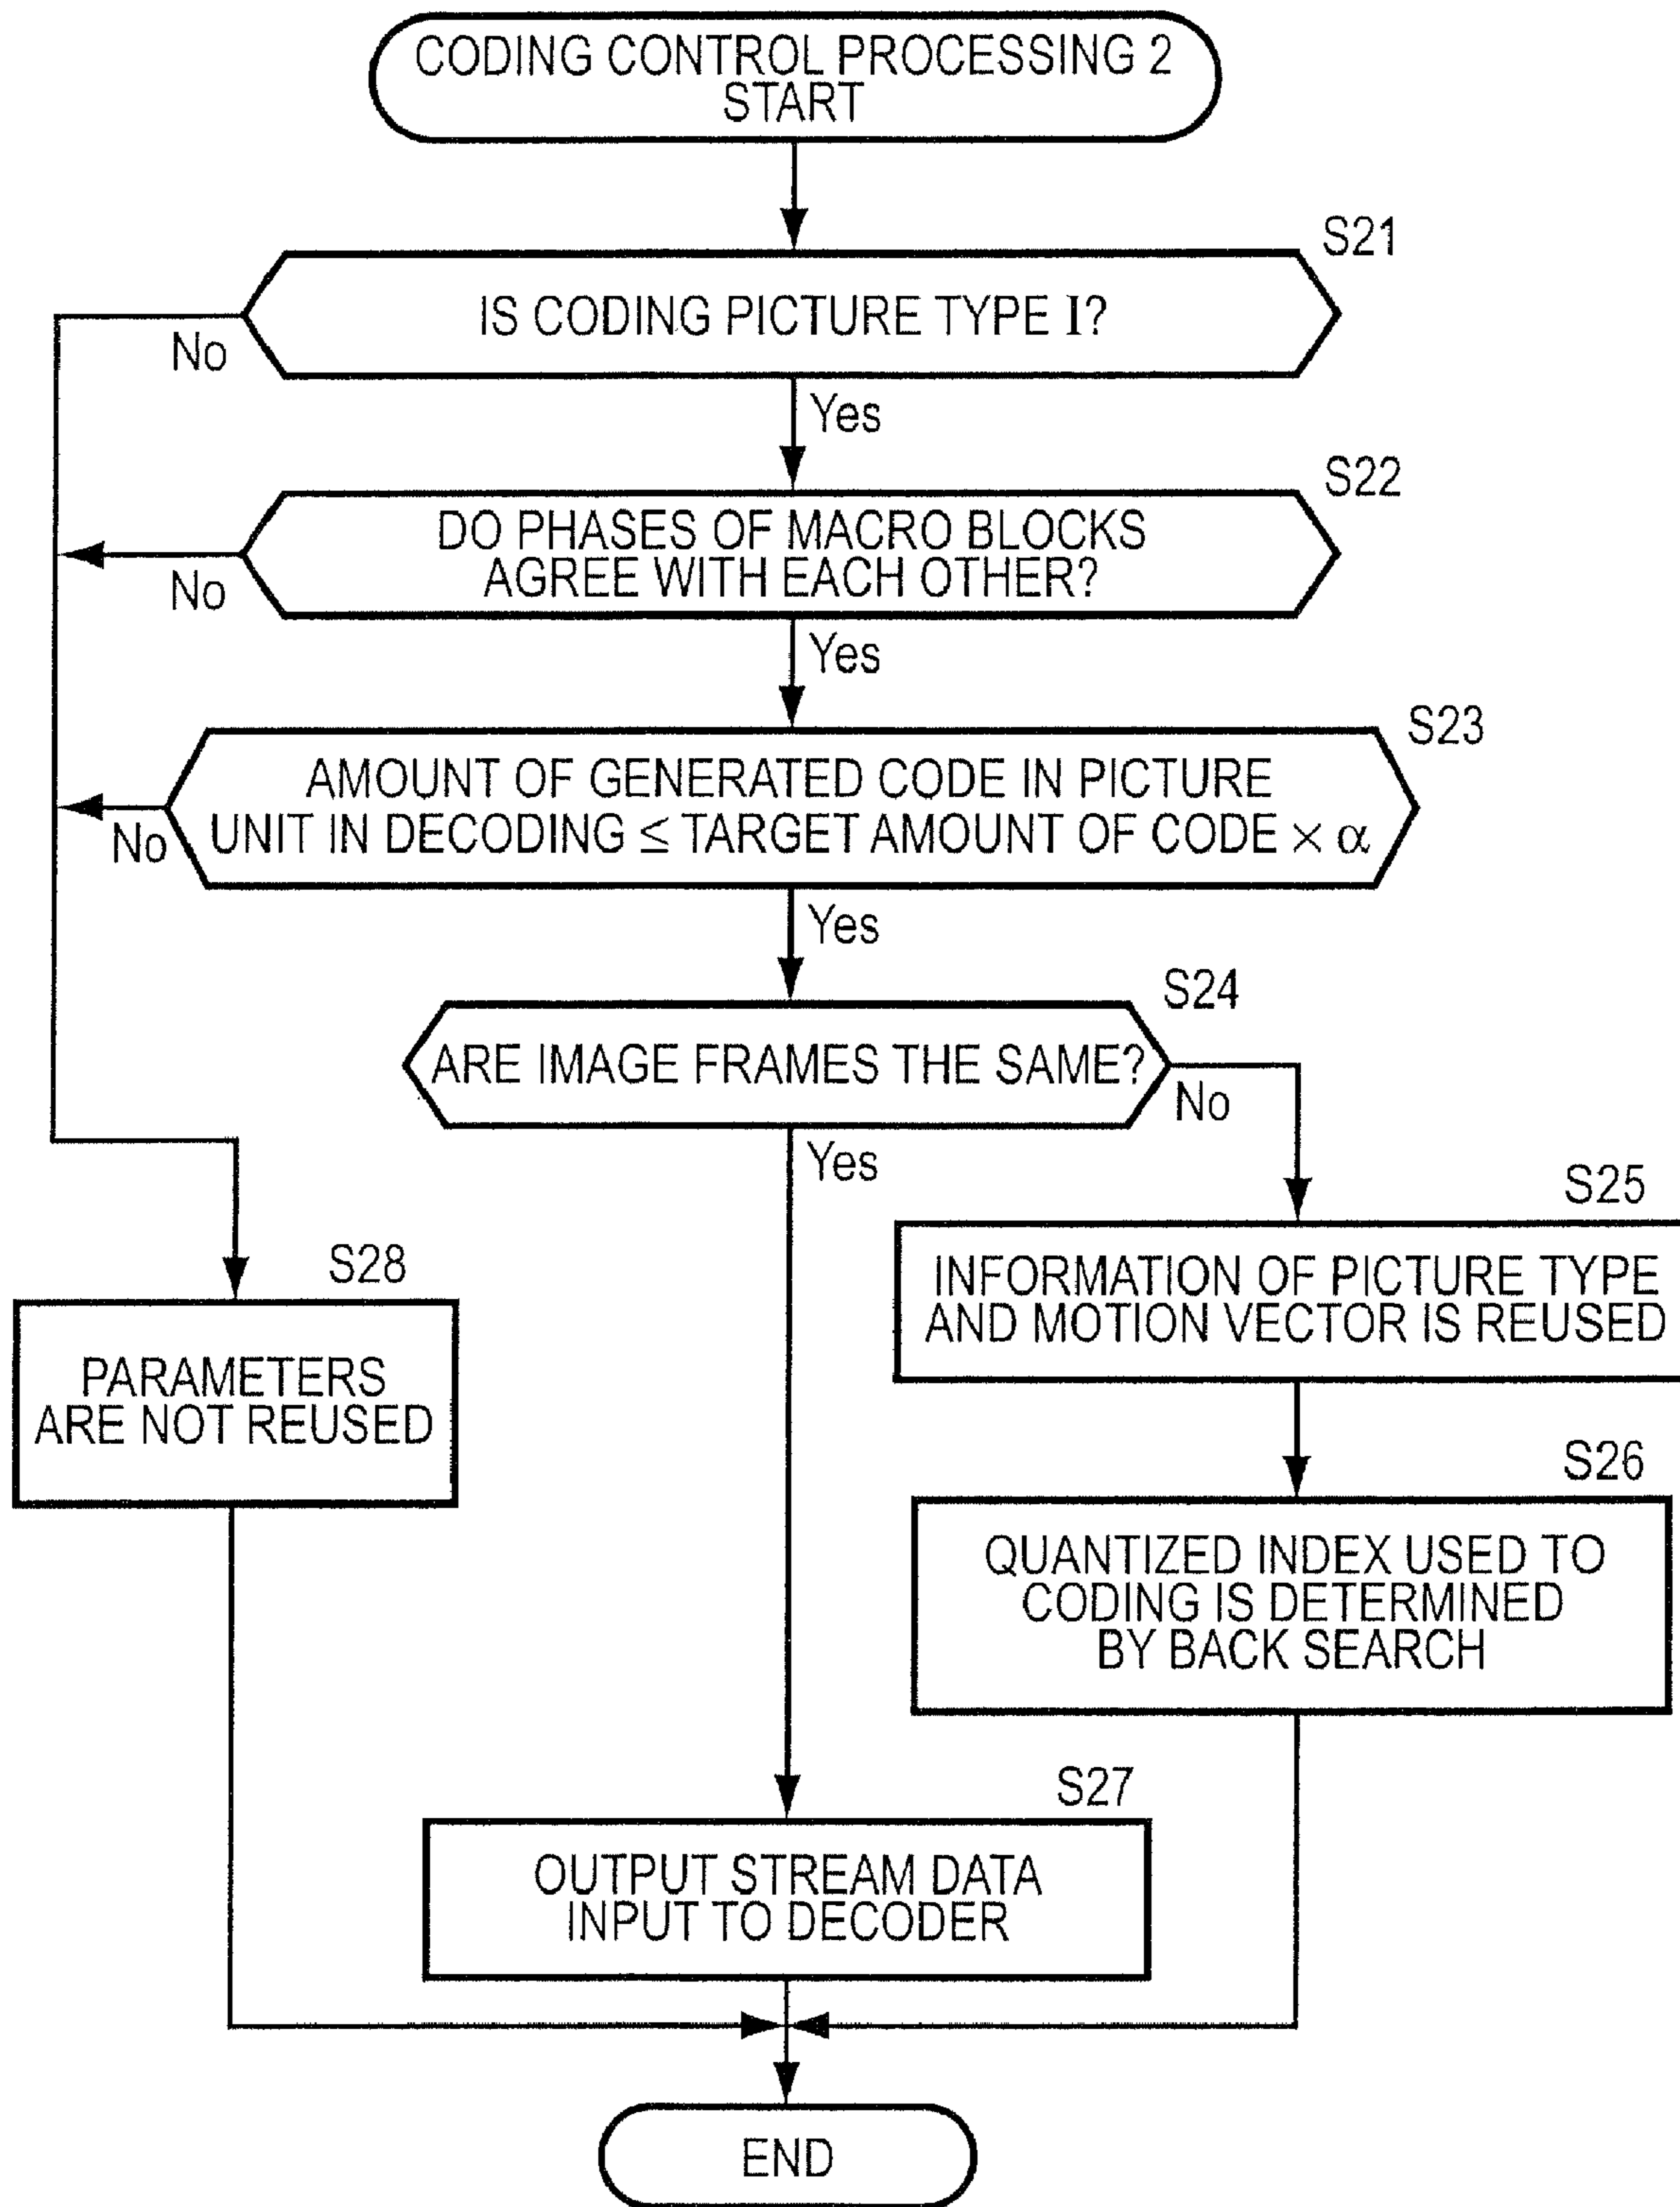 CODING CONTROL PROCESSING 2
START
S21
IS CODING PICTURE TYPE I?
No
Yes
S22
DO PHASES OF MACRO BLOCKS
AGREE WITH EACH OTHER?
No
Yes
S23
AMOUNT OF GENERATED CODE IN PICTURE
UNIT IN DECODING ≤ TARGET AMOUNT OF CODE × α
No
Yes
S24
ARE IMAGE FRAMES THE SAME?
No
Yes
S25
INFORMATION OF PICTURE TYPE
AND MOTION VECTOR IS REUSED
S28
PARAMETERS
ARE NOT REUSED
S26
QUANTIZED INDEX USED TO
CODING IS DETERMINED
BY BACK SEARCH
S27
OUTPUT STREAM DATA
INPUT TO DECODER
END